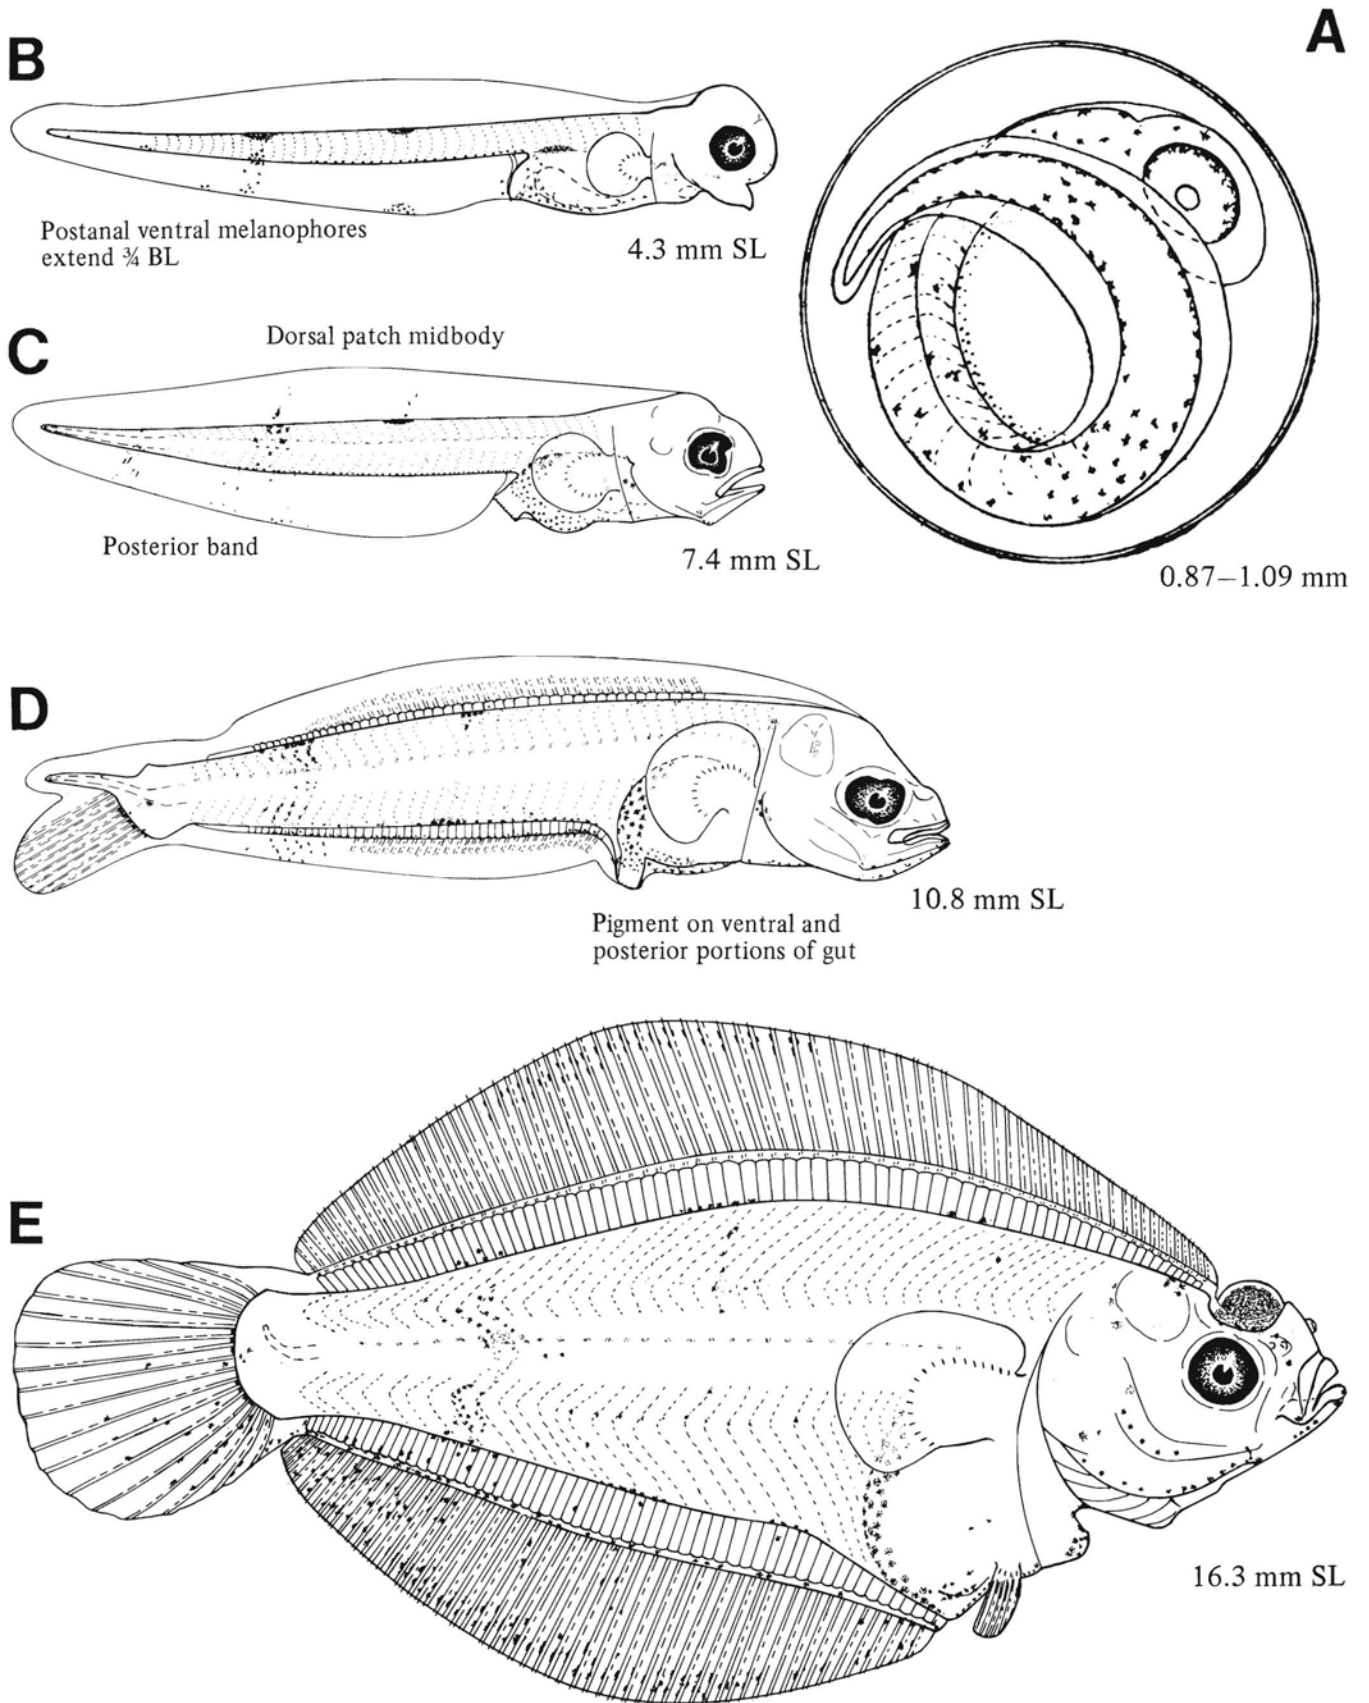 A
B
Postanal ventral melanophores
extend ¾ BL
4.3 mm SL
Dorsal patch midbody
C
Posterior band
7.4 mm SL
0.87–1.09 mm
D
10.8 mm SL
Pigment on ventral and
posterior portions of gut
E
16.3 mm SL